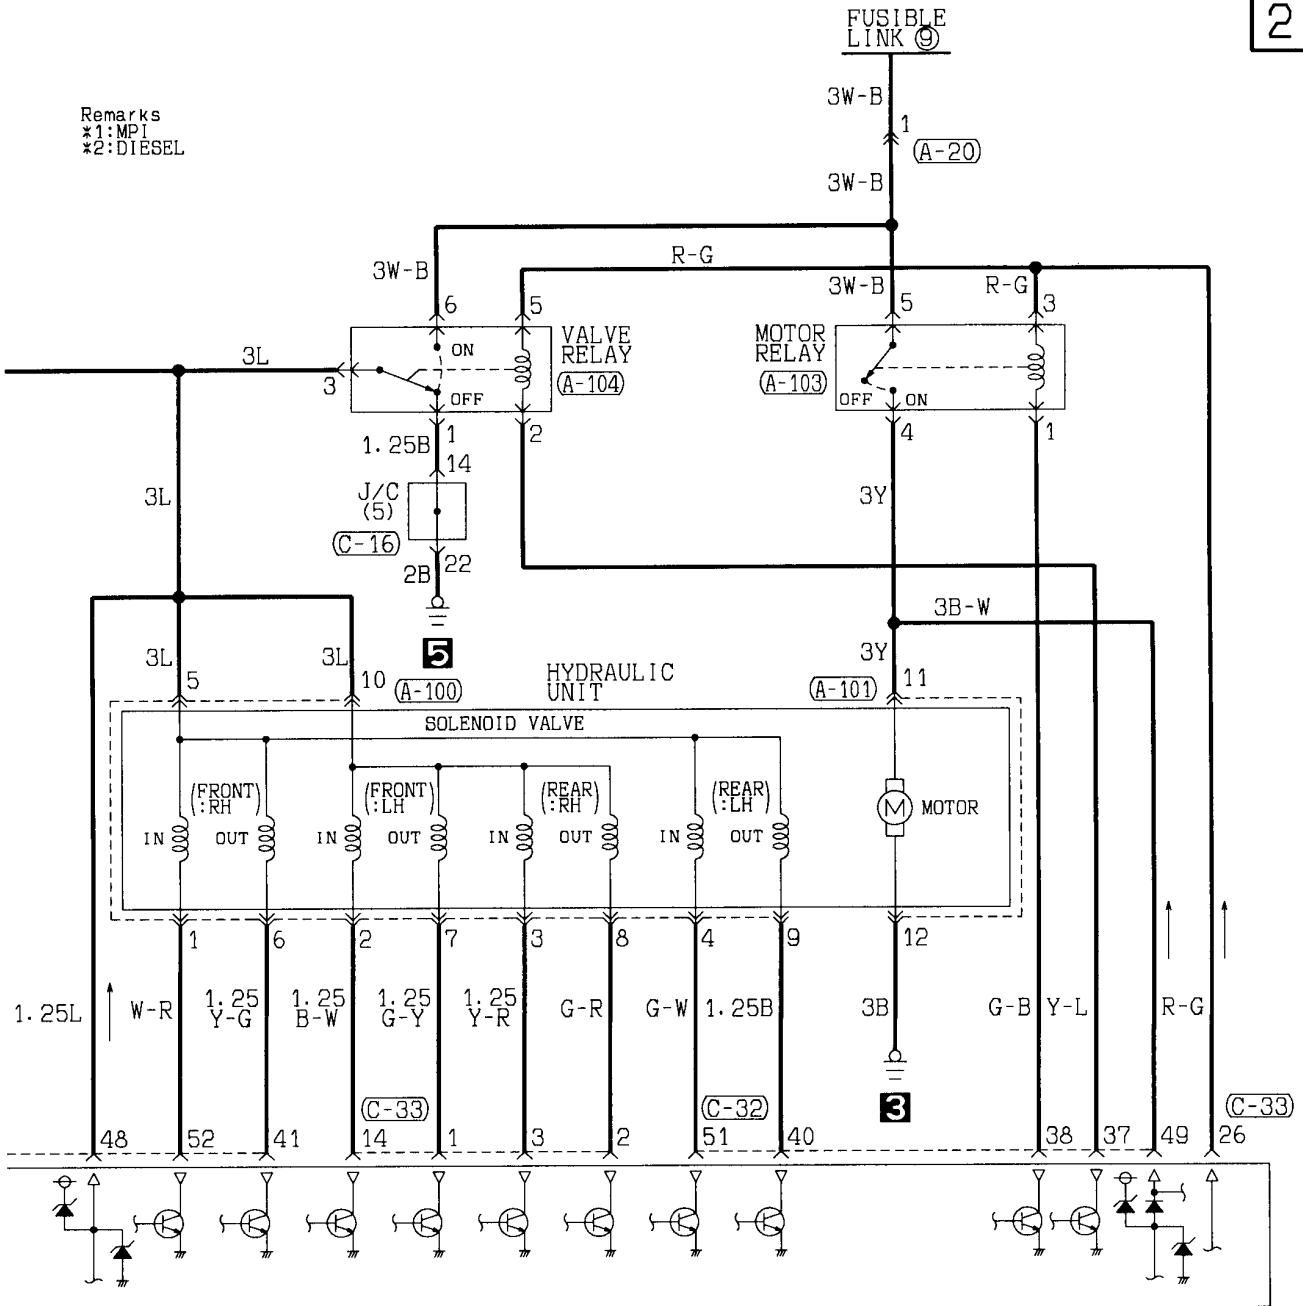 2
FUSIBLE
LINK ⑨
3W-B
1
(A-20)
3W-B
Remarks
*1:MPI
*2:DIESEL
R-G
3W-B
6
5
3W-B
5
R-G
3
VALVE
RELAY
(A-104)
MOTOR
RELAY
(A-103)
3L
3
ON
OFF
OFF
ON
1.25B
1
2
4
1
14
J/C
(5)
(C-16)
3L
3Y
22
2B
5
3B-W
3L
5
3L
10
(A-100)
HYDRAULIC
UNIT
3Y
(A-101)
11
SOLENOID VALVE
(FRONT)
:RH
(FRONT)
:LH
(REAR)
:RH
(REAR)
:LH
M
MOTOR
IN
OUT
IN
OUT
IN
OUT
IN
OUT
1
6
2
7
3
8
4
9
12
1.25L
W-R
1.25
Y-G
1.25
B-W
1.25
G-Y
1.25
Y-R
G-R
G-W
1.25B
3B
G-B
Y-L
R-G
3
(C-33)
(C-32)
(C-33)
48
52
41
14
1
3
2
51
40
38
37
49
26